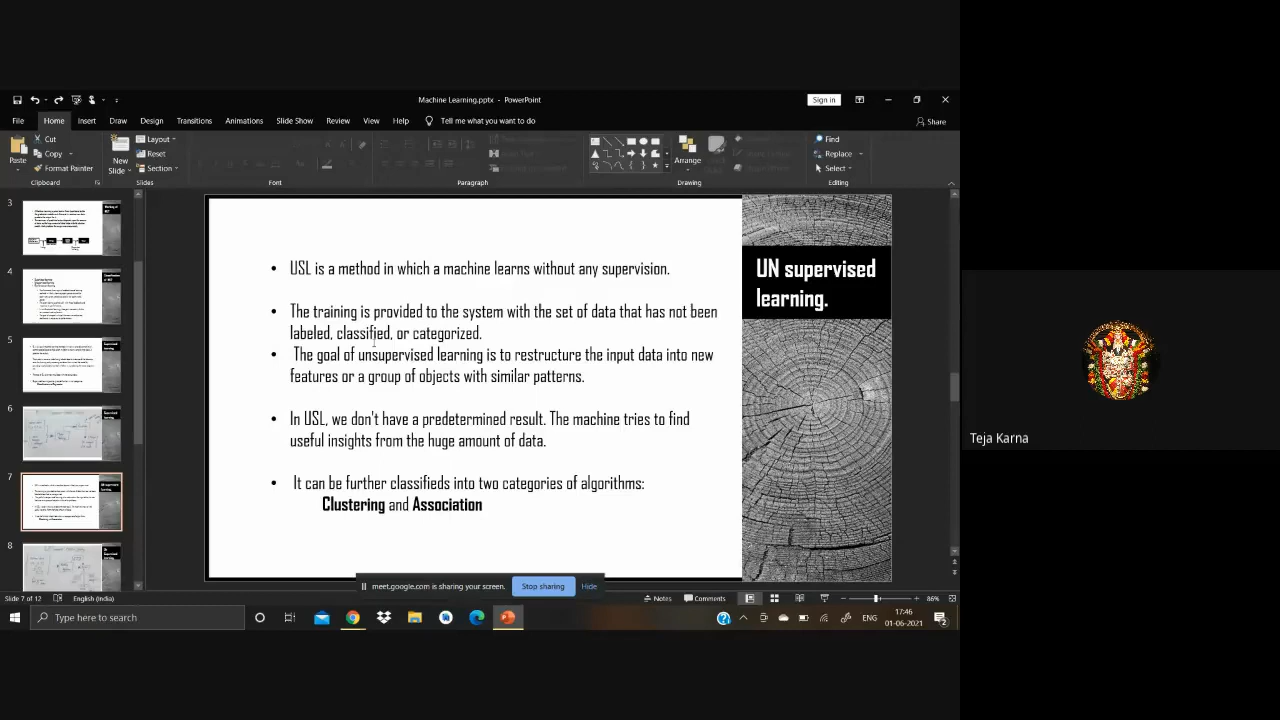 Machine Learning.pptx - PowerPoint
Sign in
File Home Insert Draw Design Transitions Animations Slide Show Review View Help Tell me what you want to do
Share
Paste
Cut
Copy
Format Painter
Clipboard
New
Slide
Layout
Reset
Section
Slides
Font
Paragraph
Arrange
Drawing
Find
Replace
Select
Editing
3
4
5
6
7
8
• USL is a method in which a machine learns without any supervision.
• The training is provided to the system with the set of data that has not been
labeled, classified, or categorized.
• The goal of unsupervised learning is to restructure the input data into new
features or a group of objects with similar patterns.
• In USL, we don't have a predetermined result. The machine tries to find
useful insights from the huge amount of data.
• It can be further classifieds into two categories of algorithms:
Clustering and Association
UN supervised
learning.
Teja Karna
meet.google.com is sharing your screen. Stop sharing Hide
Slide 7 of 12 English (India) Notes Comments 86%
Type here to search
ENG
17:46
01-06-2021
2